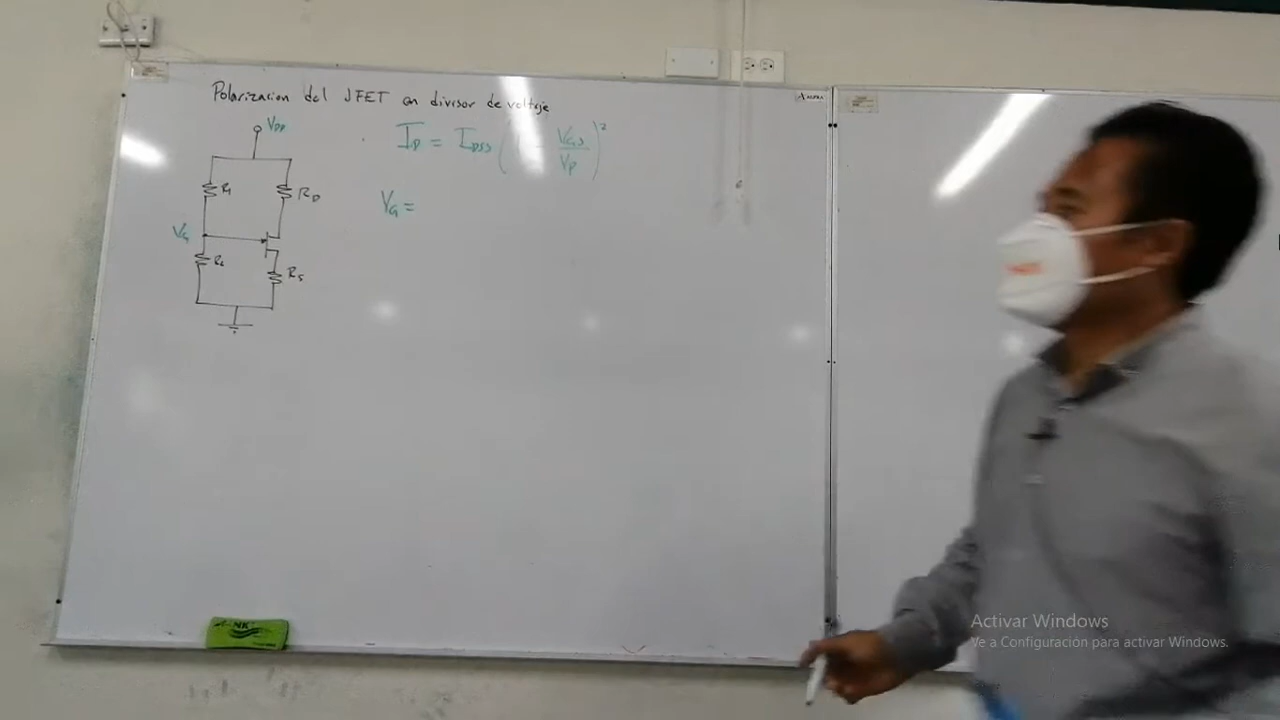 Polarizacion del JFET en divisor de voltaje
VDD
ID = IDSS ( - VGS / VP )²
R1
RD
VG =
VG
R2
RS
NK
Activar Windows
Ve a Configuración para activar Windows.